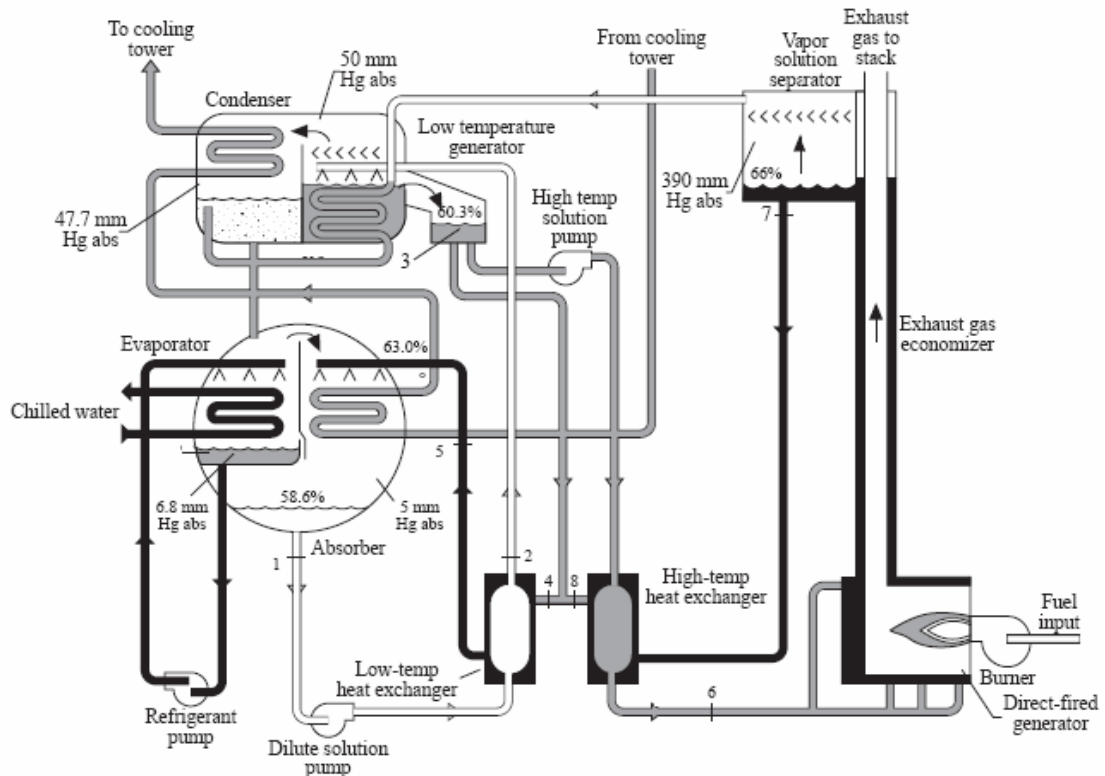 To cooling
tower
50 mm
Hg abs
Condenser
From cooling
tower
Vapor
solution
separator
Exhaust
gas to
stack
Low temperature
generator
47.7 mm
Hg abs
60.3%
3
High temp
solution
pump
390 mm
Hg abs
66%
7
Evaporator
63.0%
Exhaust gas
economizer
Chilled water
5
6.8 mm
Hg abs
58.6%
5 mm
Hg abs
1
Absorber
2
4
8
High-temp
heat exchanger
Fuel
input
Low-temp
heat exchanger
6
Burner
Refrigerant
pump
Dilute solution
pump
Direct-fired
generator